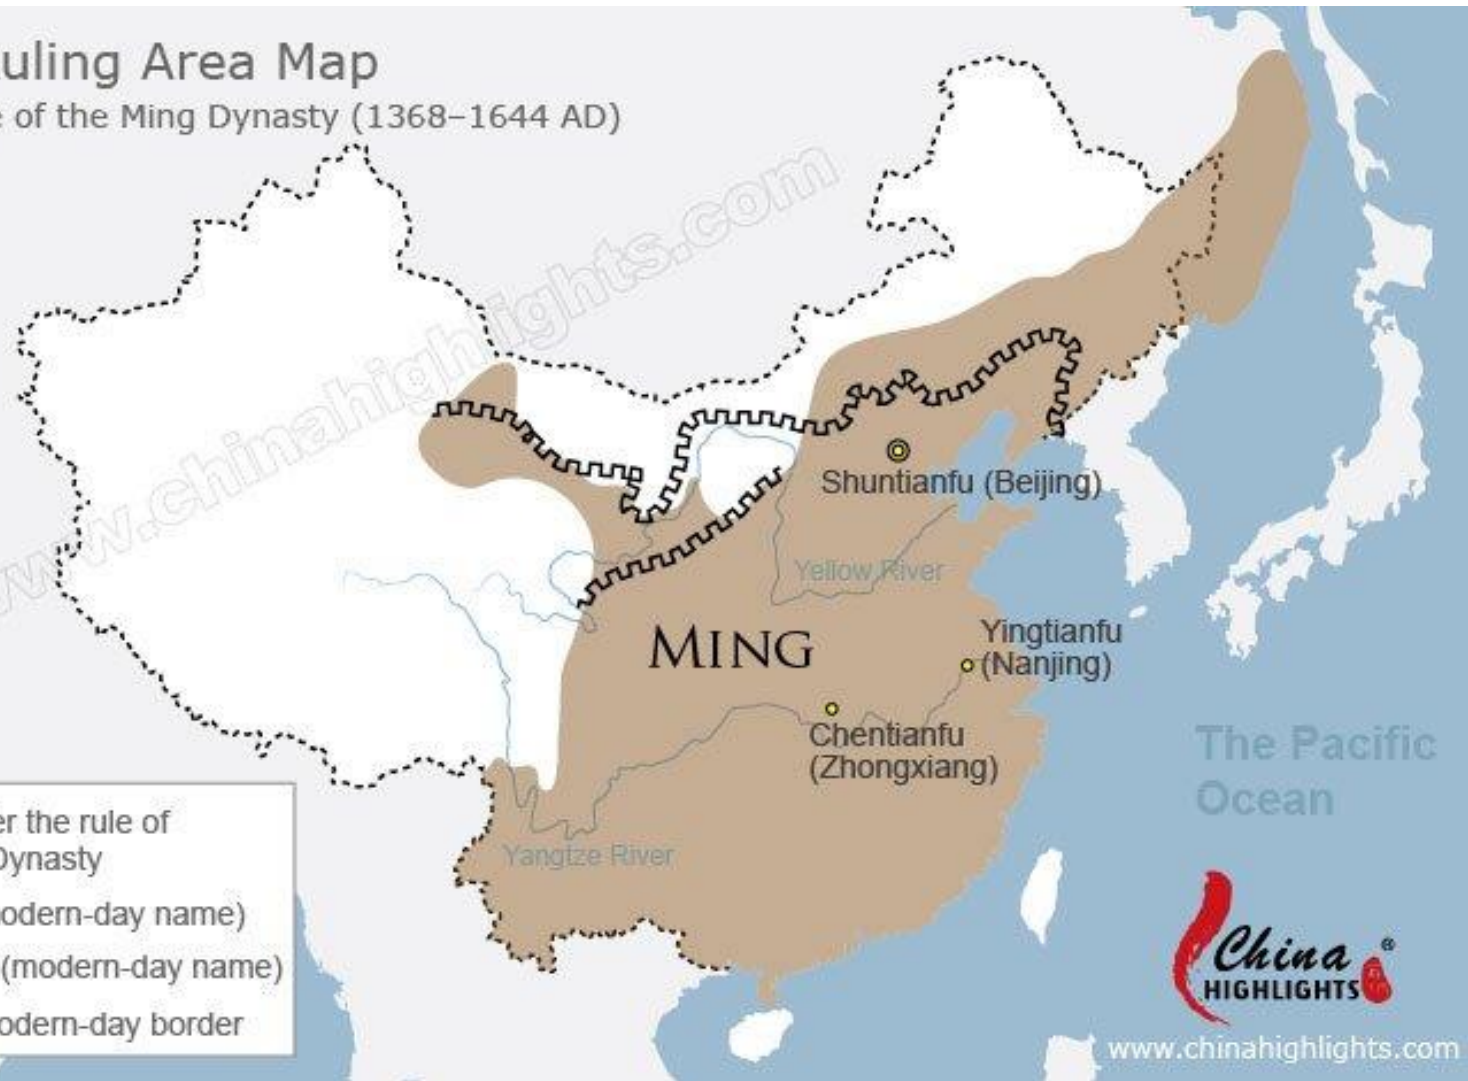 uling Area Map
e of the Ming Dynasty (1368–1644 AD)
www.chinahighlights.com
Shuntianfu (Beijing)
Yellow River
MING
Yingtianfu
(Nanjing)
Chentianfu
(Zhongxiang)
The Pacific
Ocean
Yangtze River
er the rule of
Dynasty
odern-day name)
(modern-day name)
odern-day border
China ®
HIGHLIGHTS
www.chinahighlights.com